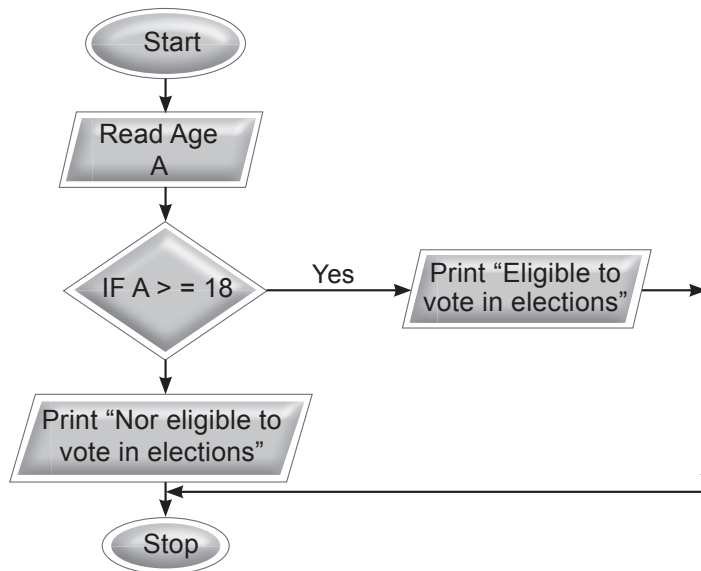 Start
Read Age
A
IF A > = 18
Yes
Print “Eligible to
vote in elections”
Print “Nor eligible to
vote in elections”
Stop